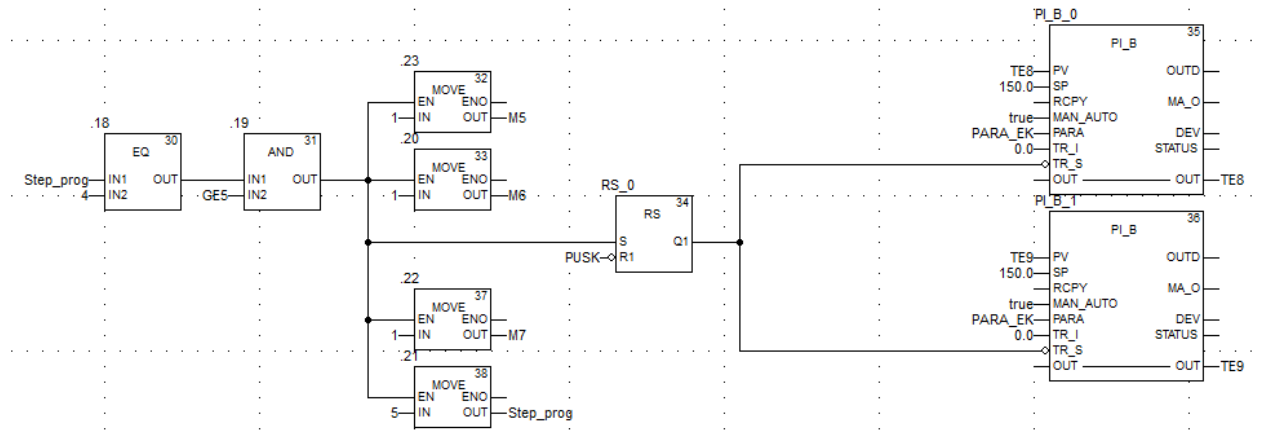 PI_B_0
35
PI_B
TE8 PV OUTD
150.0 SP
RCPY MA_O
true MAN_AUTO
PARA_EK PARA DEV
0.0 TR_I STATUS
TR_S
OUT OUT TE8
.23
32
MOVE
EN ENO
1 IN OUT M5
.18
30
EQ
Step_prog IN1 OUT
4 IN2
.19
31
AND
IN1 OUT
GE5 IN2
.20
33
MOVE
EN ENO
1 IN OUT M6
RS_0
34
RS
S Q1
PUSK R1
PI_B_1
36
PI_B
TE9 PV OUTD
150.0 SP
RCPY MA_O
true MAN_AUTO
PARA_EK PARA DEV
0.0 TR_I STATUS
TR_S
OUT OUT TE9
.22
37
MOVE
EN ENO
1 IN OUT M7
.21
38
MOVE
EN ENO
5 IN OUT Step_prog